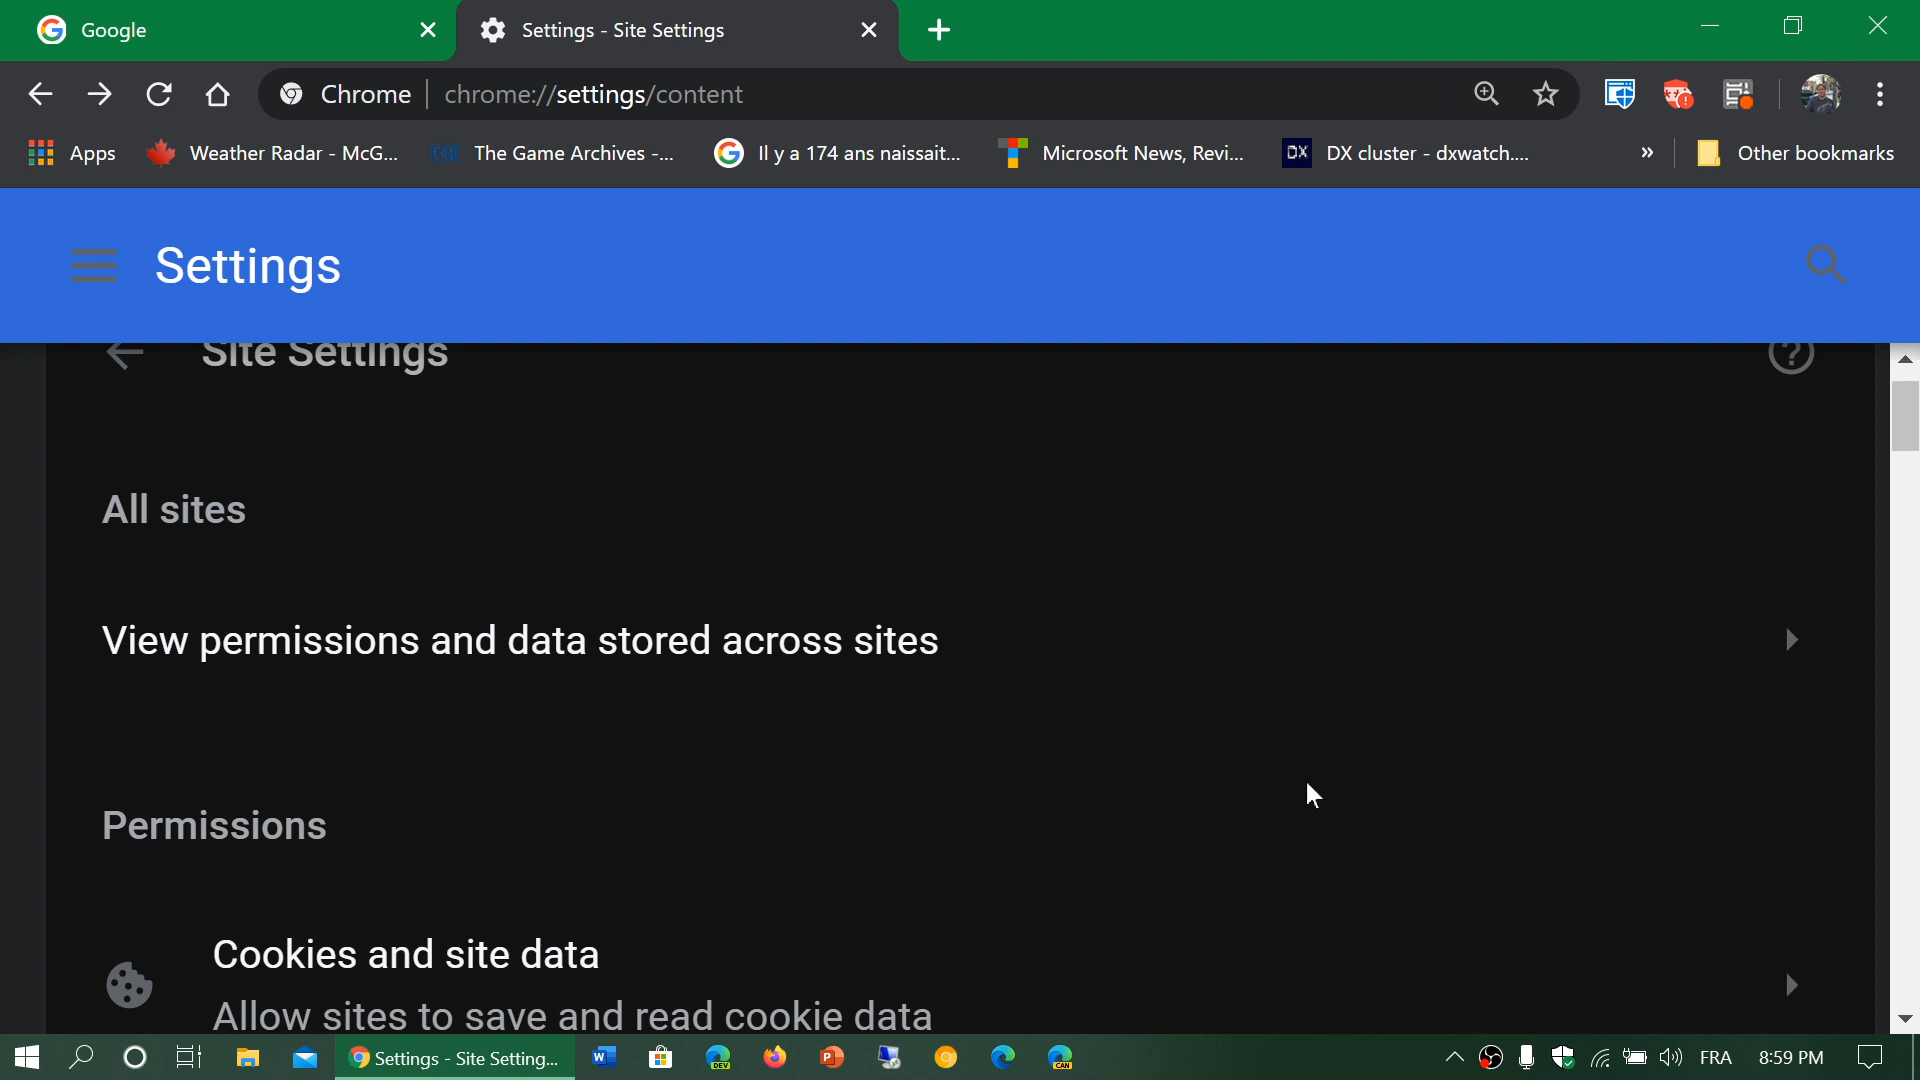 Google
Settings - Site Settings
Chrome
chrome://settings/content
Apps
Weather Radar - McG...
The Game Archives -...
Il y a 174 ans naissait...
Microsoft News, Revi...
DX
DX cluster - dxwatch....
»
Other bookmarks
Settings
Site Settings
All sites
View permissions and data stored across sites
Permissions
Cookies and site data
Allow sites to save and read cookie data
Settings - Site Setting...
W
DEV
P
CAN
FRA
8:59 PM